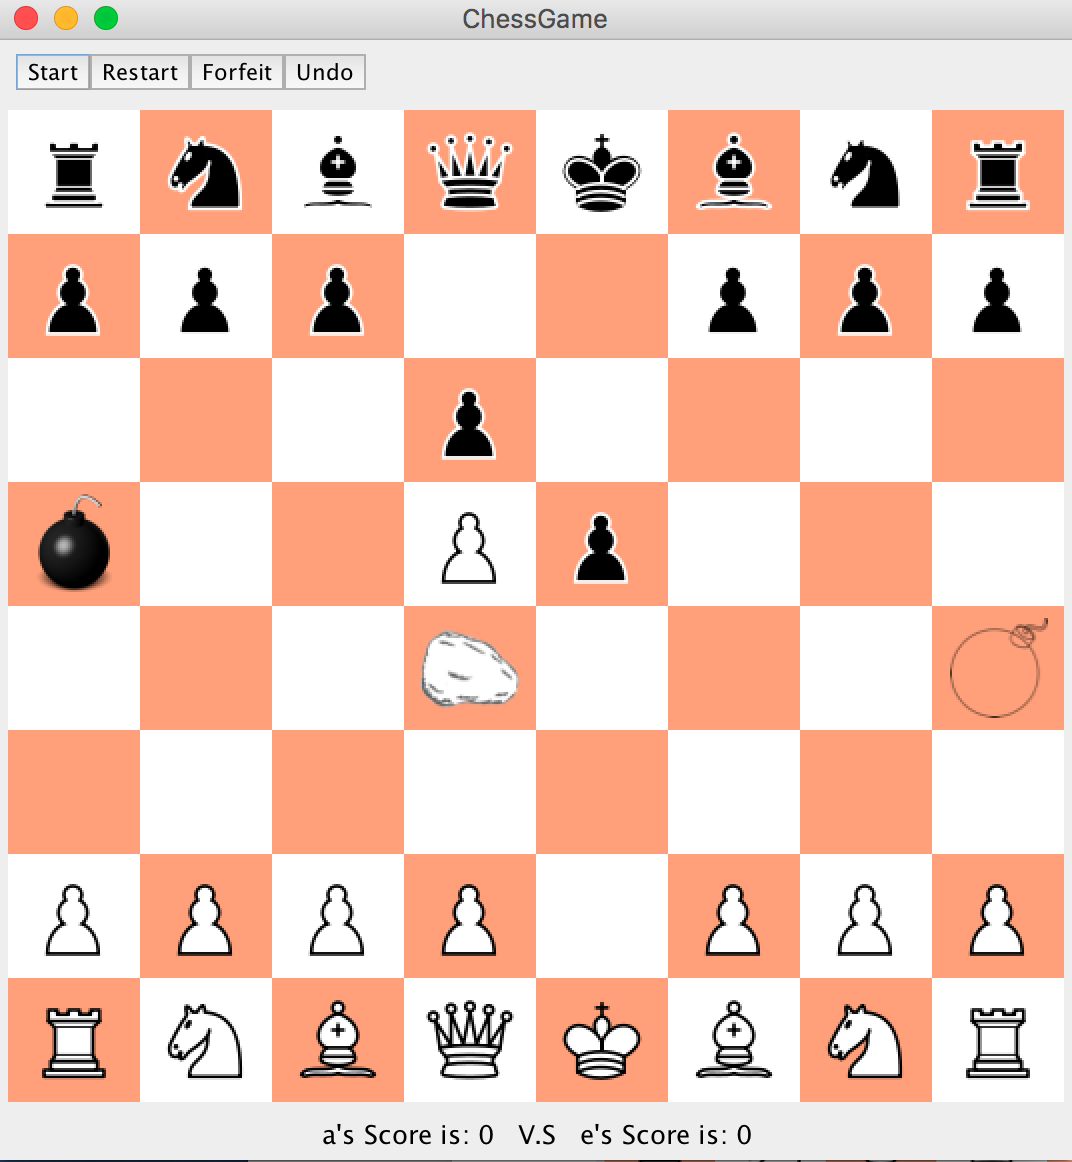 ChessGame
Start Restart Forfeit Undo
a's Score is: 0 V.S e's Score is: 0